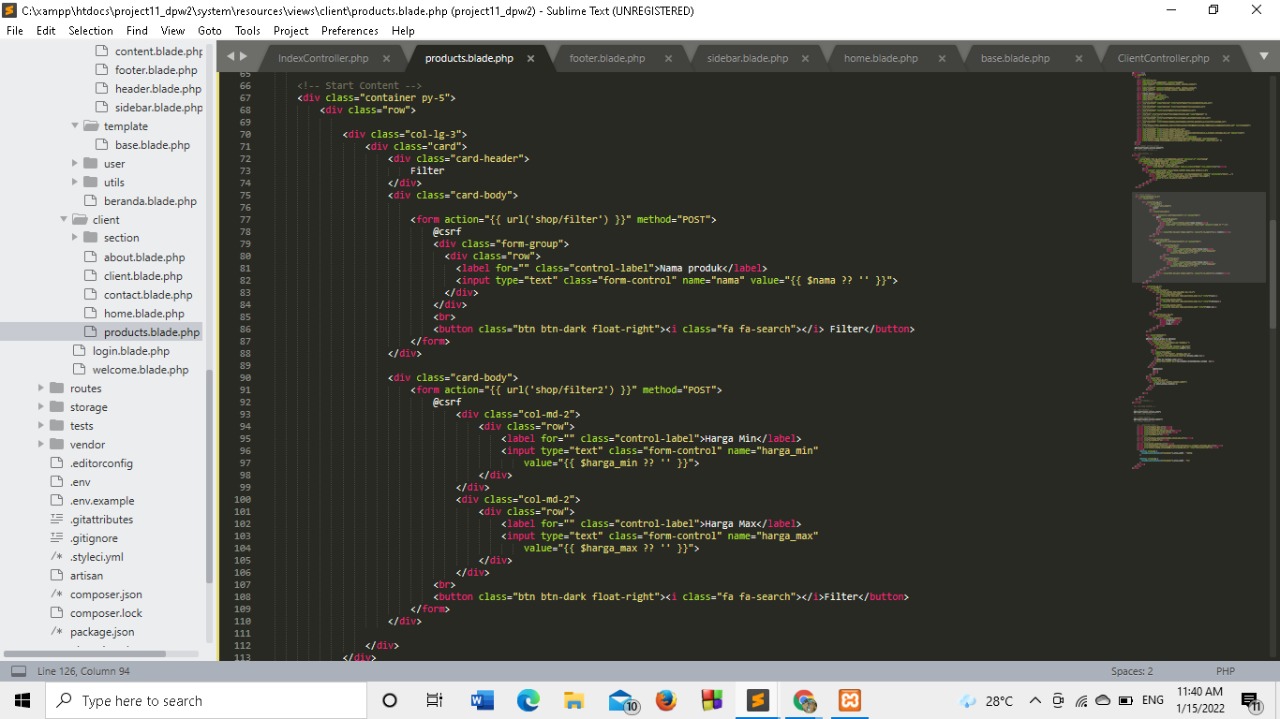 C:\xampp\htdocs\project11_dpw2\system\resources\views\client\products.blade.php (project11_dpw2) - Sublime Text (UNREGISTERED)
File Edit Selection Find View Goto Tools Project Preferences Help
content.blade.php
footer.blade.php
header.blade.php
sidebar.blade.php
template
base.blade.php
user
utils
beranda.blade.php
client
section
about.blade.php
client.blade.php
contact.blade.php
home.blade.php
products.blade.php
login.blade.php
welcome.blade.php
routes
storage
tests
vendor
.editorconfig
.env
.env.example
.gitattributes
.gitignore
.styleci.yml
artisan
composer.json
composer.lock
package.json
IndexController.php × products.blade.php × footer.blade.php × sidebar.blade.php × home.blade.php × base.blade.php × ClientController.php ×
65
66 <!-- Start Content -->
67 <div class="container py-5">
68 <div class="row">
69
70 <div class="col-lg-3">
71 <div class="card">
72 <div class="card-header">
73 Filter
74 </div>
75 <div class="card-body">
76
77 <form action="{{ url('shop/filter') }}" method="POST">
78 @csrf
79 <div class="form-group">
80 <div class="row">
81 <label for="" class="control-label">Nama produk</label>
82 <input Type="text" class="form-control" name="nama" value="{{ $nama ?? '' }}">
83 </div>
84 </div>
85 <br>
86 <button class="btn btn-dark float-right"><i class="fa fa-search"></i> Filter</button>
87 </form>
88 </div>
89
90 <div class="card-body">
91 <form action="{{ url('shop/filter2') }}" method="POST">
92 @csrf
93 <div class="col-md-2">
94 <div class="row">
95 <label for="" class="control-label">Harga Min</label>
96 <input type="text" class="form-control" name="harga_min"
97 value="{{ $harga_min ?? '' }}">
98 </div>
99 </div>
100 <div class="col-md-2">
101 <div class="row">
102 <label for="" class="control-label">Harga Max</label>
103 <input type="text" class="form-control" name="harga_max"
104 value="{{ $harga_max ?? '' }}">
105 </div>
106 </div>
107 <br>
108 <button class="btn btn-dark float-right"><i class="fa fa-search"></i>Filter</button>
109 </form>
110 </div>
111
112 </div>
113 </div>
Line 126, Column 94 Spaces: 2 PHP
Type here to search 10 28°C ENG 11:40 AM 1/15/2022 11